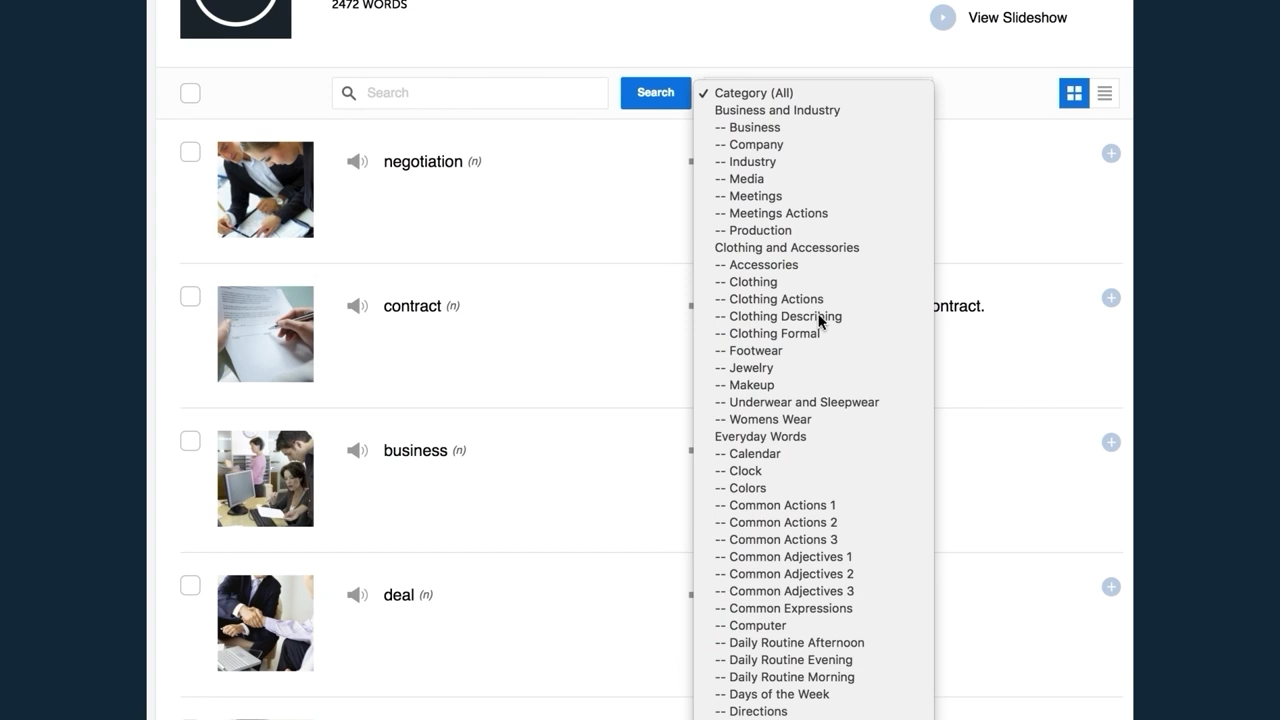 2472 WORDS
View Slideshow
Search
Search
✓ Category (All)
Business and Industry
-- Business
-- Company
-- Industry
-- Media
-- Meetings
-- Meetings Actions
-- Production
Clothing and Accessories
-- Accessories
-- Clothing
-- Clothing Actions
-- Clothing Describing
-- Clothing Formal
-- Footwear
-- Jewelry
-- Makeup
-- Underwear and Sleepwear
-- Womens Wear
Everyday Words
-- Calendar
-- Clock
-- Colors
-- Common Actions 1
-- Common Actions 2
-- Common Actions 3
-- Common Adjectives 1
-- Common Adjectives 2
-- Common Adjectives 3
-- Common Expressions
-- Computer
-- Daily Routine Afternoon
-- Daily Routine Evening
-- Daily Routine Morning
-- Days of the Week
-- Directions
negotiation (n)
contract (n)
ontract.
business (n)
deal (n)